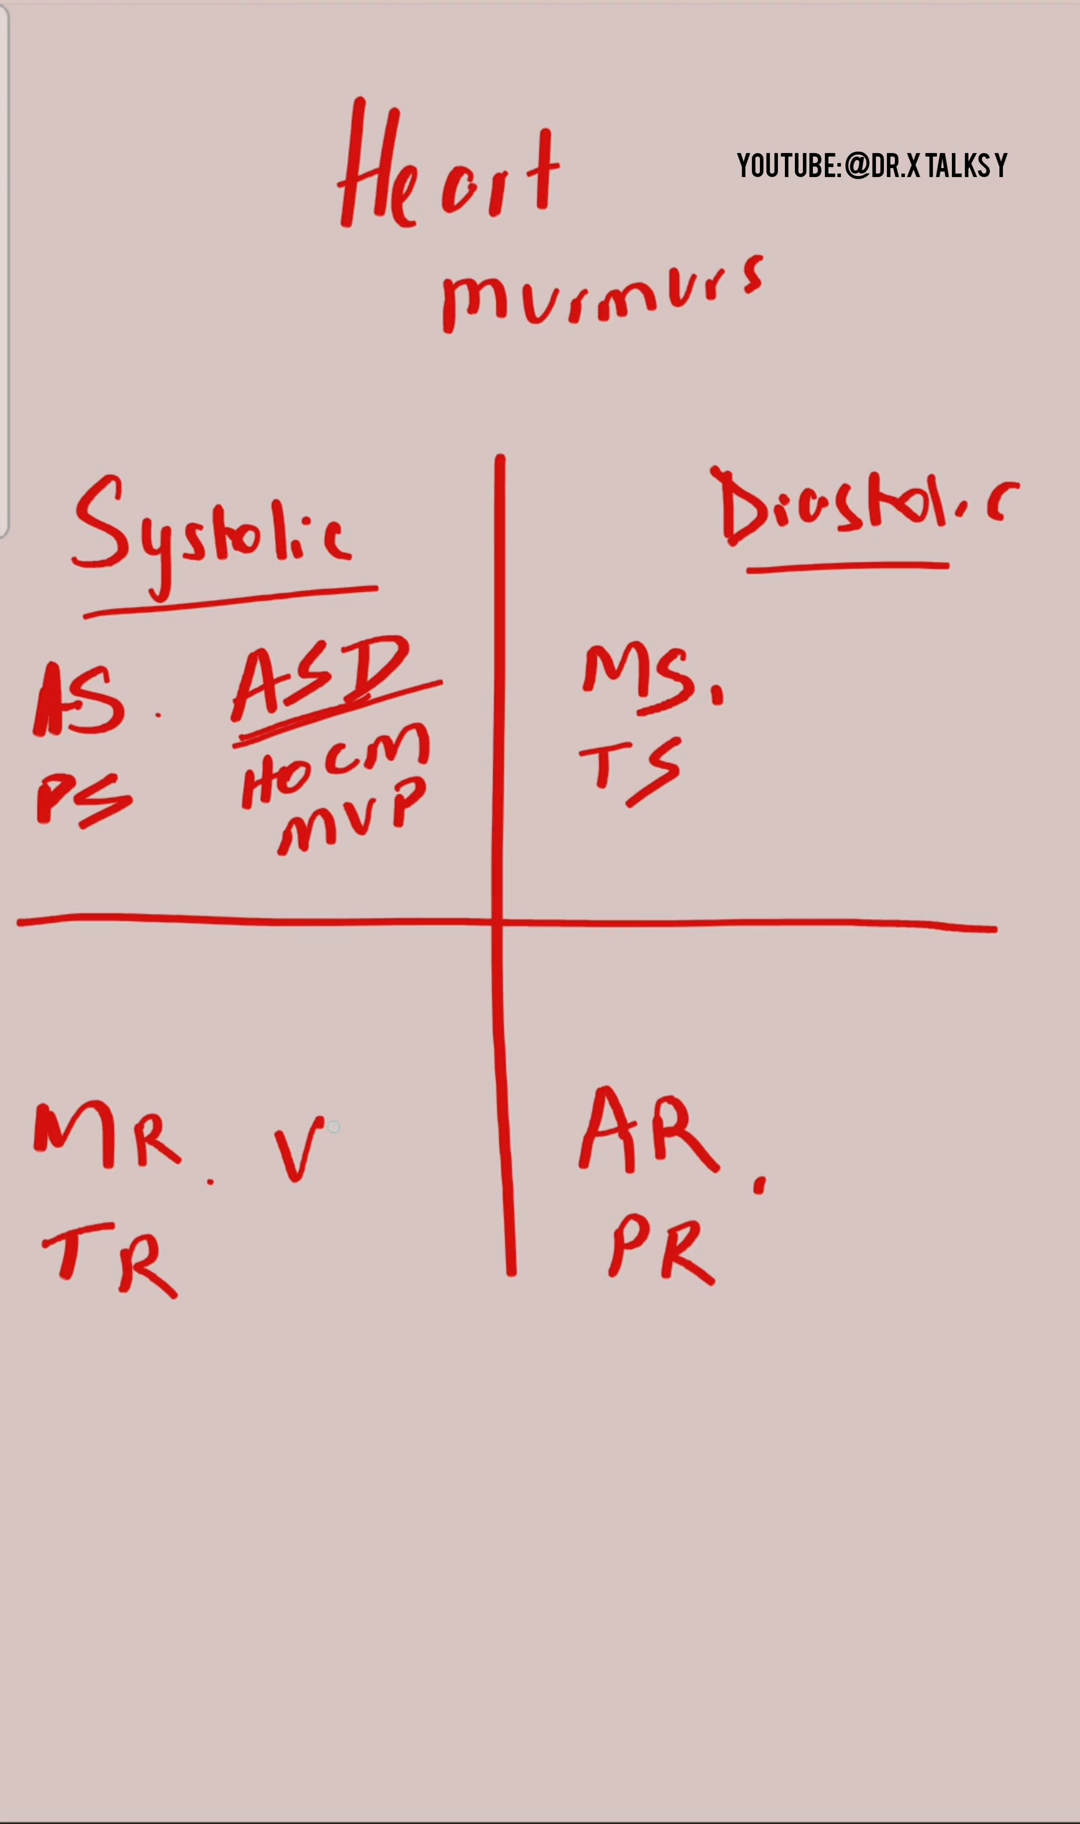 Heart
YOUTUBE: @DR.X TALKS Y
murmurs
Systolic
Diastolic
AS. ASD
PS HOCM
MVP
MS.
TS
MR. V
TR
AR.
PR